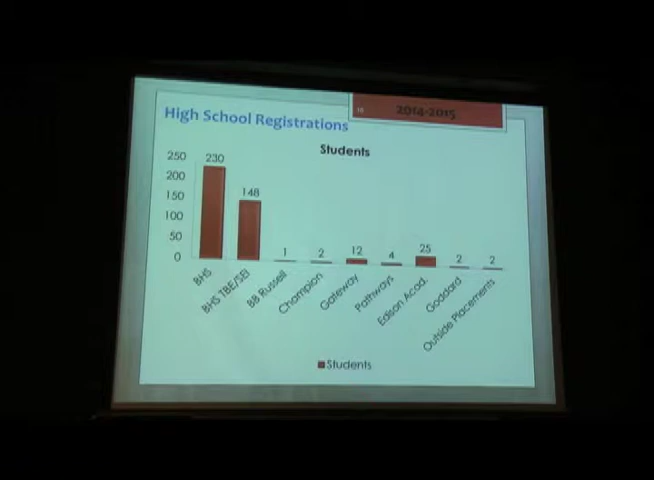 18
2014-2015
High School Registrations
Students
250
200
150
100
50
0
230
148
1
2
12
4
25
2
2
BHS
BHS TBE/SEI
BB Russell
Champion
Gateway
Pathways
Edison Acad.
Goddard
Outside Placements
Students